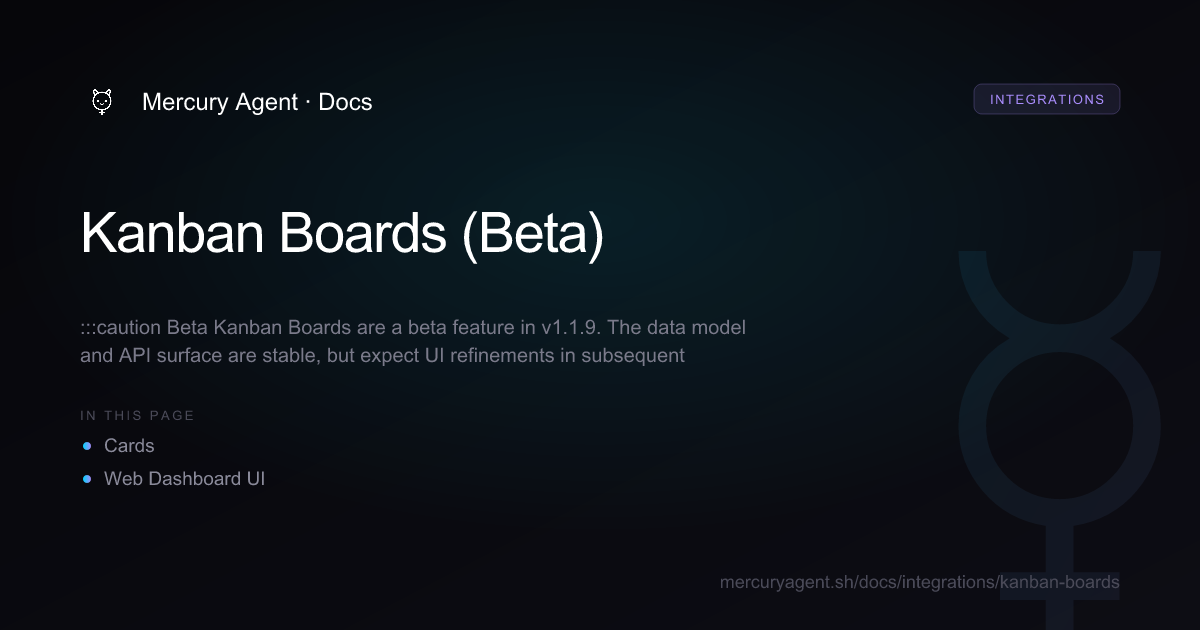 Mercury Agent · Docs
INTEGRATIONS
Kanban Boards (Beta)
:::caution Beta Kanban Boards are a beta feature in v1.1.9. The data model
and API surface are stable, but expect UI refinements in subsequent
IN THIS PAGE
Cards
Web Dashboard UI
mercuryagent.sh/docs/integrations/kanban-boards